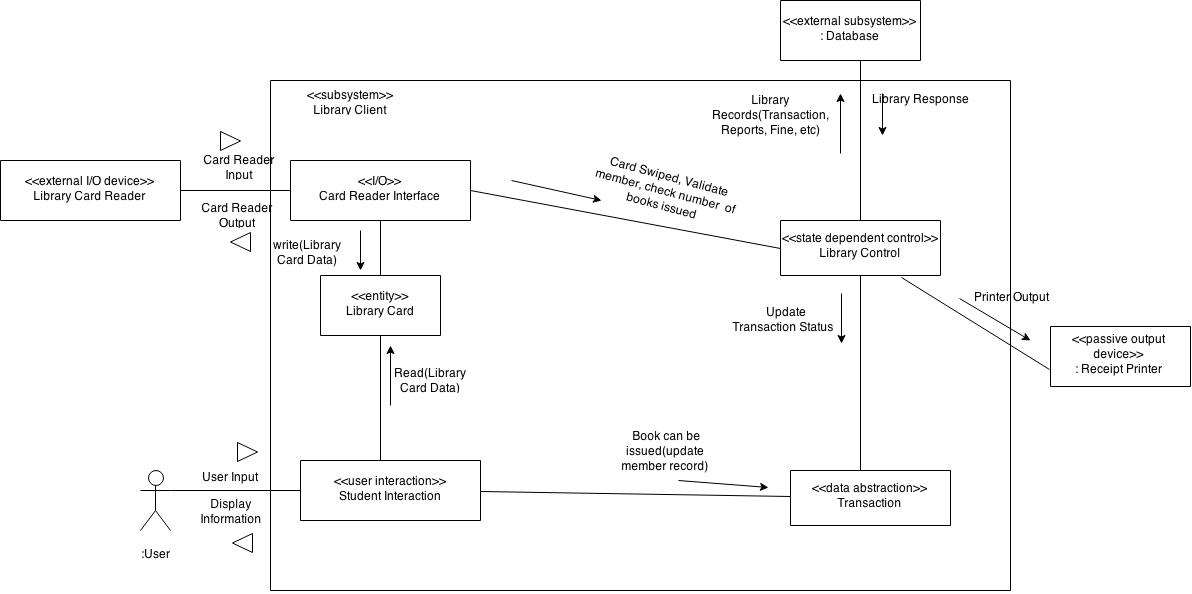 <<external subsystem>>
: Database
<<subsystem>>
Library Client
Library
Records(Transaction,
Reports, Fine, etc)
Library Response
Card Reader
Input
<<external I/O device>>
Library Card Reader
<<I/O>>
Card Reader Interface
Card Swiped, Validate
member, check number of
books issued
Card Reader
Output
write(Library
Card Data)
<<state dependent control>>
Library Control
<<entity>>
Library Card
Update
Transaction Status
Printer Output
<<passive output
device>>
: Receipt Printer
Read(Library
Card Data)
Book can be
issued(update
member record)
User Input
<<user interaction>>
Student Interaction
<<data abstraction>>
Transaction
Display
Information
:User